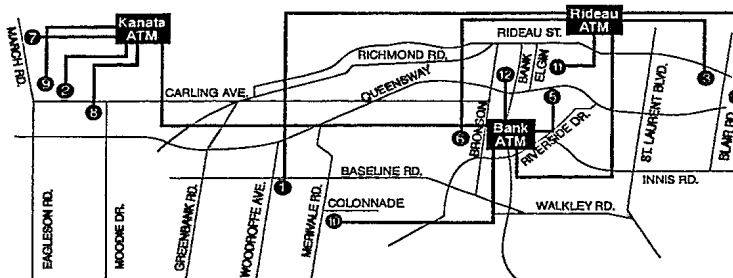 Kanata
ATM
Rideau
ATM
MARCH RD.
7
9
2
8
RIDEAU ST.
RICHMOND RD.
QUEENSWAY
CARLING AVE.
BANK
ELGIN
11
12
3
5
6
BRONSON
Bank
ATM
RIVERSIDE DR.
ST. LAURENT BLVD.
BLAIR RD.
INNIS RD.
EAGLESON RD.
MOODIE DR.
GREENBANK RD.
WOODROFFE AVE.
1
MERIVALE RD.
BASELINE RD.
COLONNADE
10
WALKLEY RD.